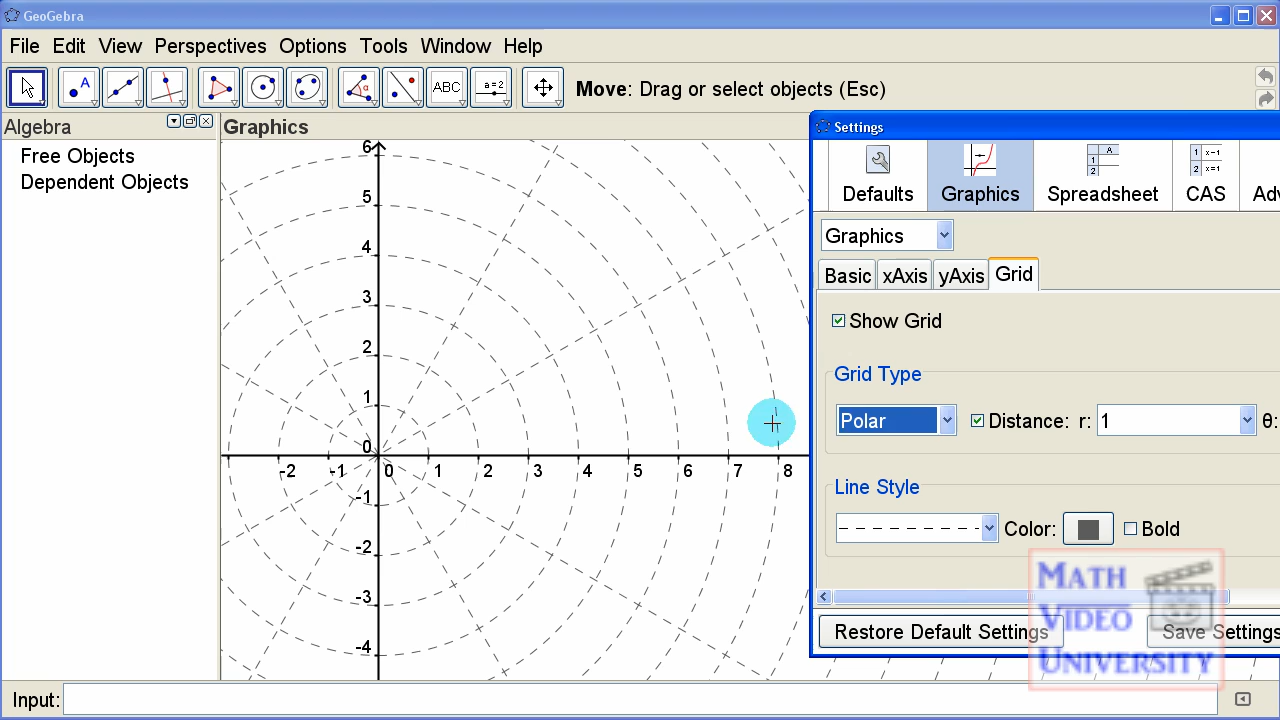 GeoGebra
File Edit View Perspectives Options Tools Window Help
A ABC a=2 Move: Drag or select objects (Esc)
Algebra
Free Objects
Dependent Objects
Graphics
6
5
4
3
2
1
0
-2 -1 0 1 2 3 4 5 6 7 8
-1
-2
-3
-4
Settings
Defaults Graphics Spreadsheet CAS
Graphics
Basic xAxis yAxis Grid
Show Grid
Grid Type
Polar Distance: r: 1 θ:
Line Style
Color: Bold
Restore Default Settings Save Settings
MATH
VIDEO
UNIVERSITY
Input: